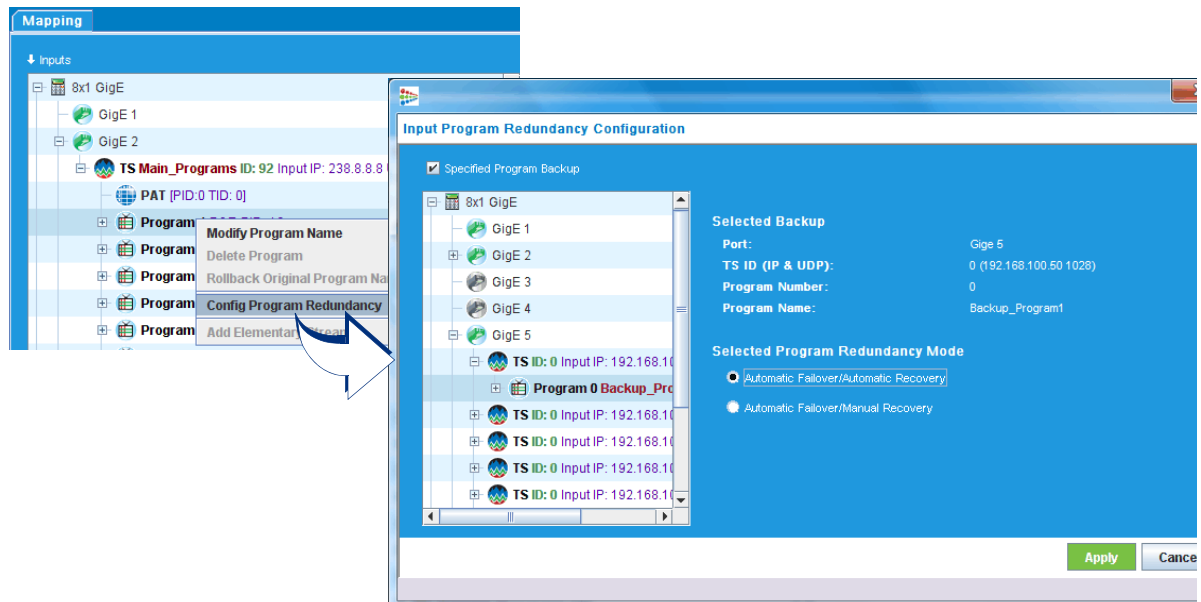 Mapping
Inputs
8x1 GigE
GigE 1
GigE 2
TS Main_Programs ID: 92 Input IP: 238.8.8.8
PAT [PID:0 TID: 0]
Program
Program
Program
Program
Program
Modify Program Name
Delete Program
Rollback Original Program Na
Config Program Redundancy
Add Elementary Stream
Input Program Redundancy Configuration
Specified Program Backup
8x1 GigE
GigE 1
GigE 2
GigE 3
GigE 4
GigE 5
TS ID: 0 Input IP: 192.168.10
Program 0 Backup_Pro
TS ID: 0 Input IP: 192.168.10
TS ID: 0 Input IP: 192.168.10
TS ID: 0 Input IP: 192.168.10
TS ID: 0 Input IP: 192.168.10
Selected Backup
Port: Gige 5
TS ID (IP & UDP): 0 (192.168.100.50 1028)
Program Number: 0
Program Name: Backup_Program1
Selected Program Redundancy Mode
Automatic Failover/Automatic Recovery
Automatic Failover/Manual Recovery
Apply
Cance